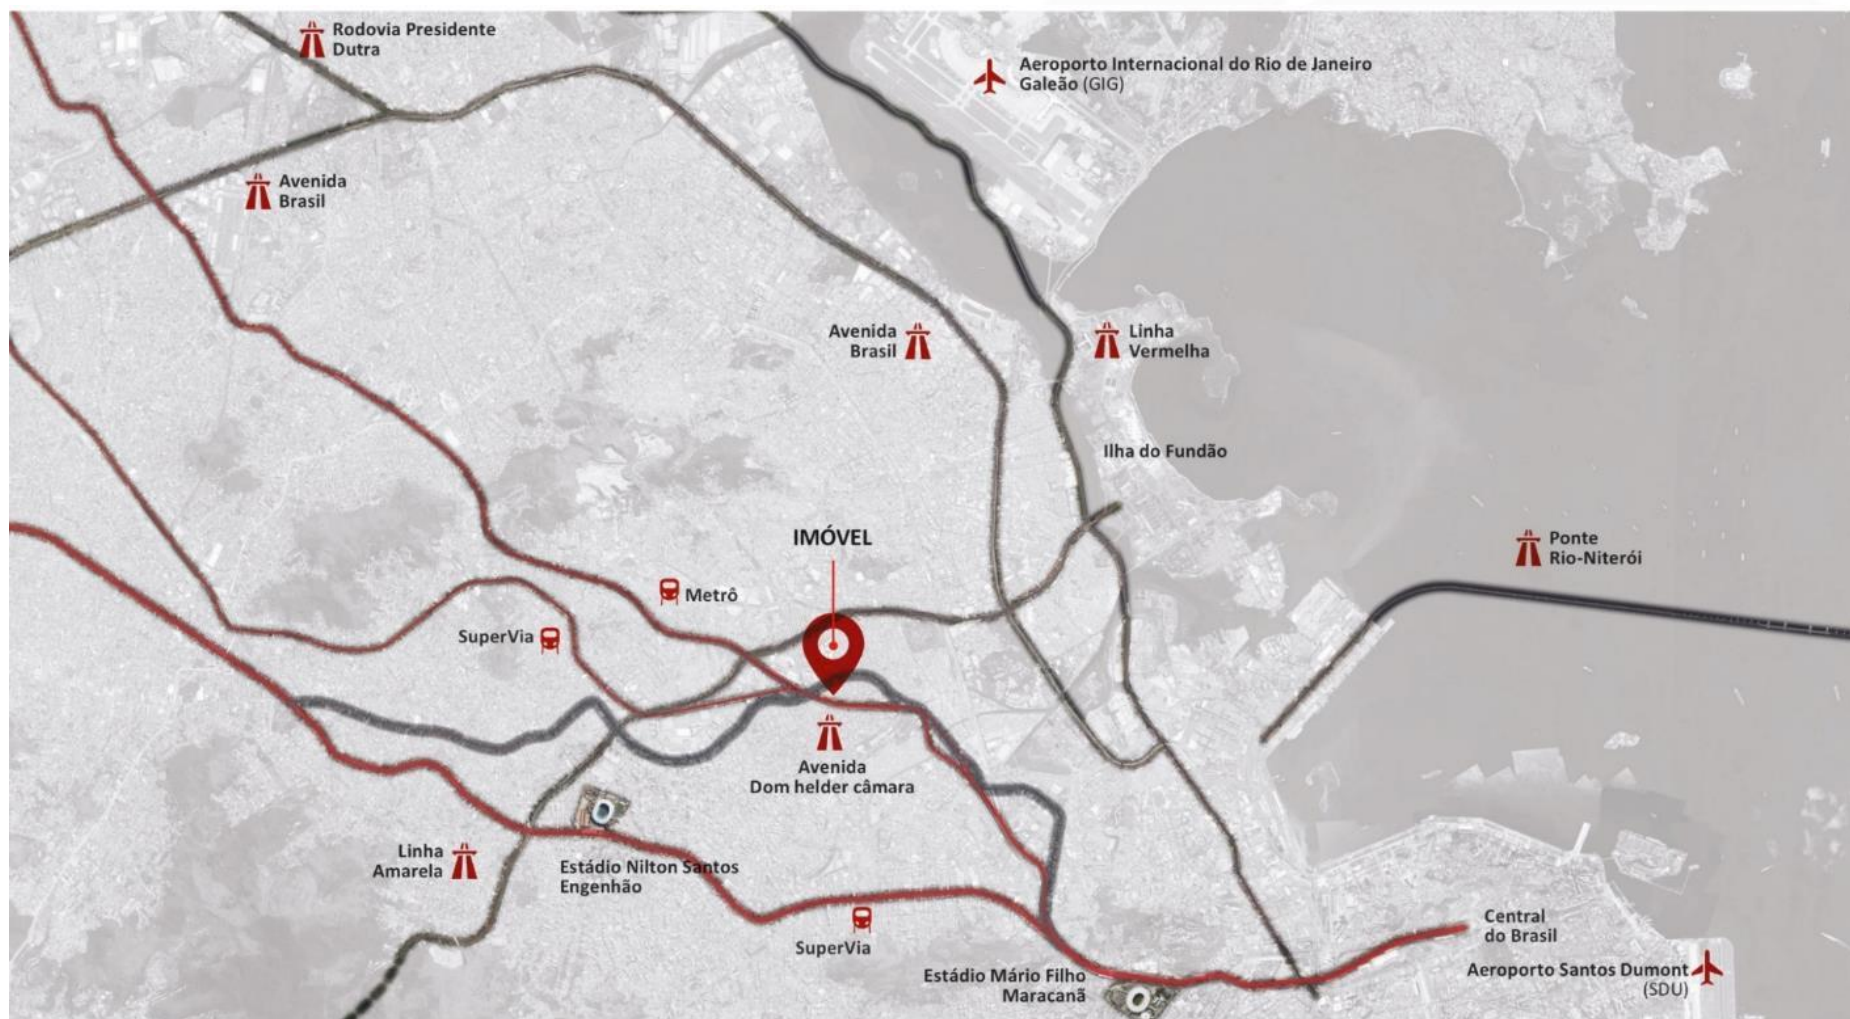 Rodovia Presidente
Dutra
Aeroporto Internacional do Rio de Janeiro
Galeão (GIG)
Avenida
Brasil
Avenida
Brasil
Linha
Vermelha
Ilha do Fundão
IMÓVEL
Ponte
Rio-Niterói
Metrô
SuperVia
Avenida
Dom helder câmara
Linha
Amarela
Estádio Nilton Santos
Engenhão
SuperVia
Central
do Brasil
Estádio Mário Filho
Maracanã
Aeroporto Santos Dumont
(SDU)